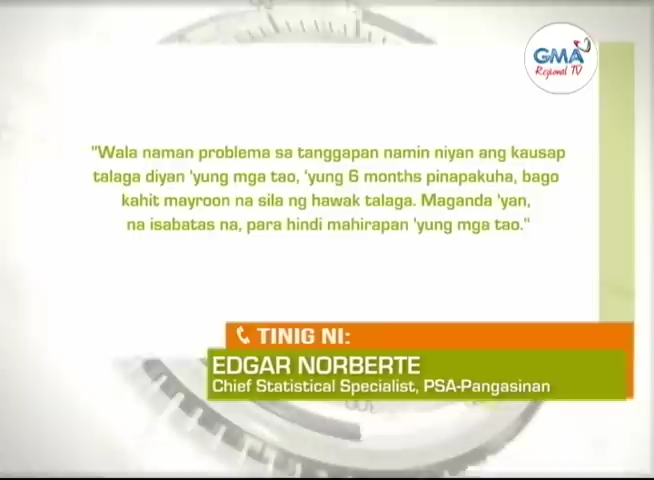 GMA
Regional TV
"Wala naman problema sa tanggapan namin niyan ang kausap
talaga diyan 'yung mga tao, 'yung 6 months pinapakuha, bago
kahit mayroon na sila ng hawak talaga. Maganda 'yan,
na isabatas na, para hindi mahirapan 'yung mga tao."
TINIG NI:
EDGAR NORBERTE
Chief Statistical Specialist, PSA-Pangasinan